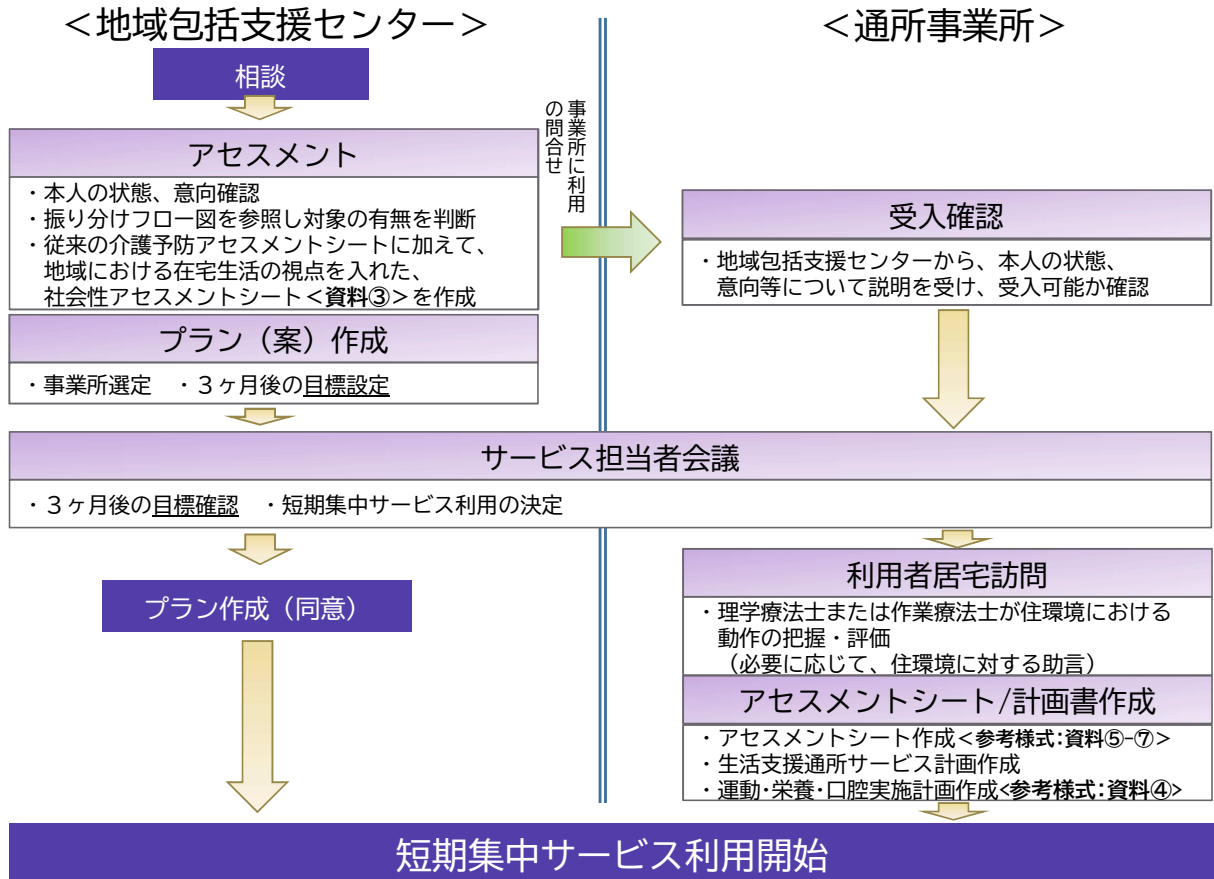 ＜地域包括支援センター＞
相談
アセスメント
・本人の状態、意向確認
・振り分けフロー図を参照し対象の有無を判断
・従来の介護予防アセスメントシートに加えて、
地域における在宅生活の視点を入れた、
社会性アセスメントシート＜資料③＞を作成
プラン（案）作成
・事業所選定　・３ヶ月後の目標設定
事業所に利用
の問合せ
＜通所事業所＞
受入確認
・地域包括支援センターから、本人の状態、
意向等について説明を受け、受入可能か確認
サービス担当者会議
・３ヶ月後の目標確認　・短期集中サービス利用の決定
プラン作成（同意）
利用者居宅訪問
・理学療法士または作業療法士が住環境における
動作の把握・評価
（必要に応じて、住環境に対する助言）
アセスメントシート/計画書作成
・アセスメントシート作成＜参考様式：資料⑤-⑦＞
・生活支援通所サービス計画作成
・運動・栄養・口腔実施計画作成<参考様式：資料④>
短期集中サービス利用開始